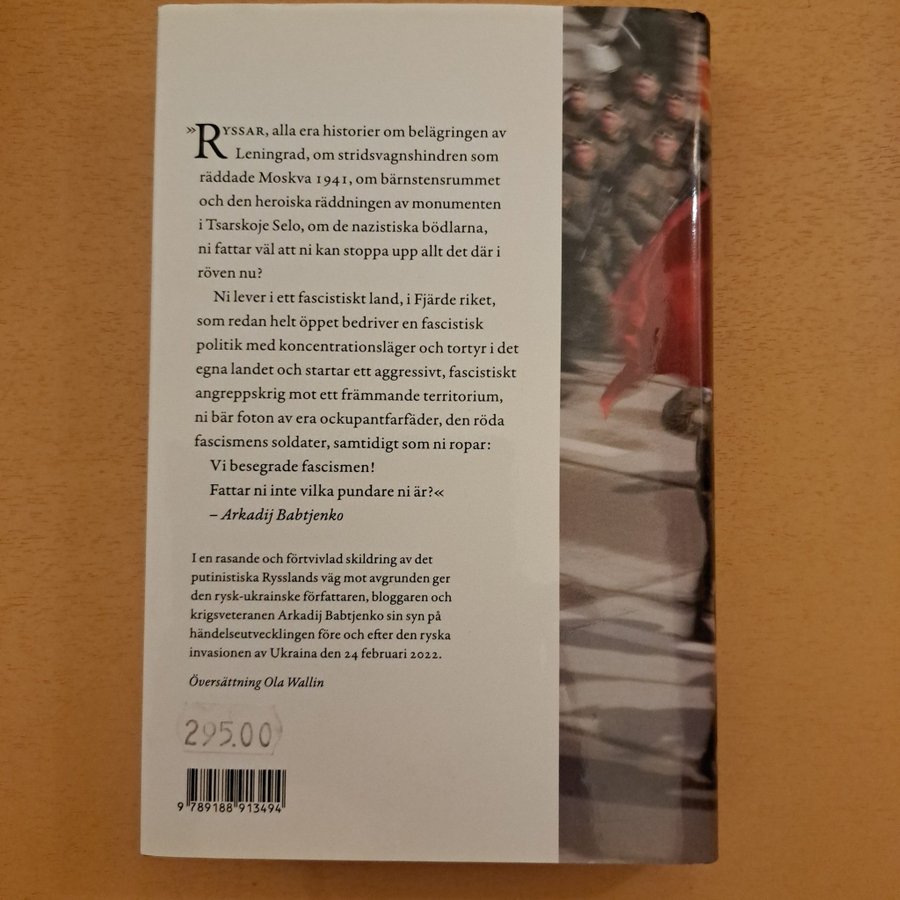 »RYSSAR, alla era historier om belägringen av
Leningrad, om stridsvagnshindren som
räddade Moskva 1941, om bärnstensrummet
och den heroiska räddningen av monumenten
i Tsarskoje Selo, om de nazistiska bödlarna,
ni fattar väl att ni kan stoppa upp allt det där i
röven nu?
Ni lever i ett fascistiskt land, i Fjärde riket,
som redan helt öppet bedriver en fascistisk
politik med koncentrationsläger och tortyr i det
egna landet och startar ett aggressivt, fascistiskt
angreppskrig mot ett främmande territorium,
ni bär foton av era ockupantfarfäder, den röda
fascismens soldater, samtidigt som ni ropar:
Vi besegrade fascismen!
Fattar ni inte vilka pundare ni är?«
– Arkadij Babtjenko
I en rasande och förtvivlad skildring av det
putinistiska Rysslands väg mot avgrunden ger
den rysk-ukrainske författaren, bloggaren och
krigsveteranen Arkadij Babtjenko sin syn på
händelseutvecklingen före och efter den ryska
invasionen av Ukraina den 24 februari 2022.
Översättning Ola Wallin
295.00
9 789188 913494